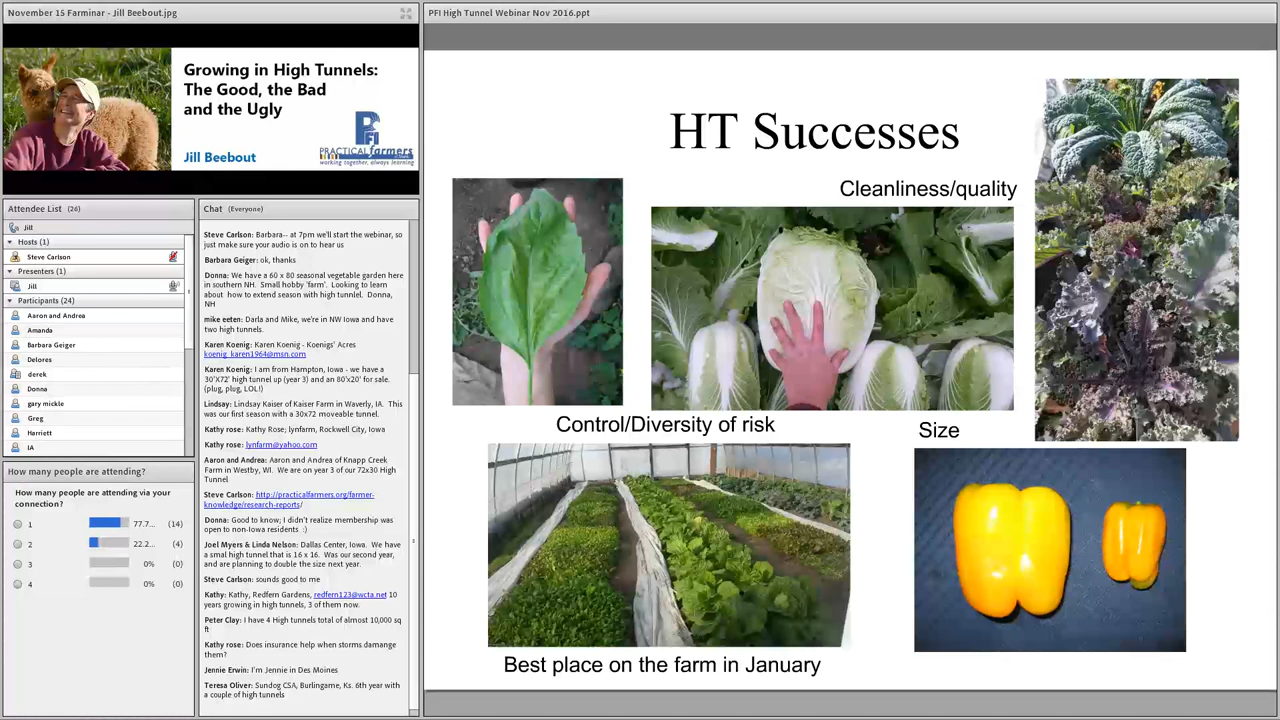 November 15 Farminar - Jill Beebout.jpg
Growing in High Tunnels:
The Good, the Bad
and the Ugly
Jill Beebout
PFI
PRACTICAL farmers
working together, always learning
Attendee List (26)
Jill
Hosts (1)
Steve Carlson
Presenters (1)
Jill
Participants (24)
Aaron and Andrea
Amanda
Barbara Geiger
Delores
derek
Donna
gary mickle
Greg
Harriett
IA
How many people are attending?
How many people are attending via your
connection?
1 77.7... (14)
2 22.2... (4)
3 0% (0)
4 0% (0)
Chat (Everyone)
Steve Carlson: Barbara-- at 7pm we'll start the webinar, so
just make sure your audio is on to hear us
Barbara Geiger: ok, thanks
Donna: We have a 60 x 80 seasonal vegetable garden here
in southern NH. Small hobby 'farm'. Looking to learn
about how to extend season with high tunnlel. Donna,
NH
mike eeten: Darla and Mike, we're in NW Iowa and have
two high tunnels.
Karen Koenig: Karen Koenig - Koenigs' Acres
koenig_karen1964@msn.com
Karen Koenig: I am from Hampton, Iowa - we have a
30'X72' high tunnel up (year 3) and an 80'x20' for sale.
(plug, plug, LOL!)
Lindsay: Lindsay Kaiser of Kaiser Farm in Waverly, IA. This
was our first season with a 30x72 moveable tunnel.
Kathy rose: Kathy Rose; lynfarm, Rockwell City, Iowa
Kathy rose: lynfarm@yahoo.com
Aaron and Andrea: Aaron and Andrea of Knapp Creek
Farm in Westby, WI. We are on year 3 of our 72x30 High
Tunnel
Steve Carlson: http://practicalfarmers.org/farmer-
knowledge/research-reports/
Donna: Good to know; I didn't realize membership was
open to non-Iowa residents :)
Joel Myers & Linda Nelson: Dallas Center, Iowa. We have
a smal high tunnel that is 16 x 16. Was our second year,
and are planning to double the size next year.
Steve Carlson: sounds good to me
Kathy: Kathy, Redfern Gardens, redfern123@wcta.net 10
years growing in high tunnels, 3 of them now.
Peter Clay: I have 4 High tunnels total of almost 10,000 sq
ft
Kathy rose: Does insurance help when storms damange
them?
Jennie Erwin: I'm Jennie in Des Moines
Teresa Oliver: Sundog CSA, Burlingame, Ks. 6th year with
a couple of high tunnels
PFI High Tunnel Webinar Nov 2016.ppt
HT Successes
Cleanliness/quality
Control/Diversity of risk
Size
Best place on the farm in January